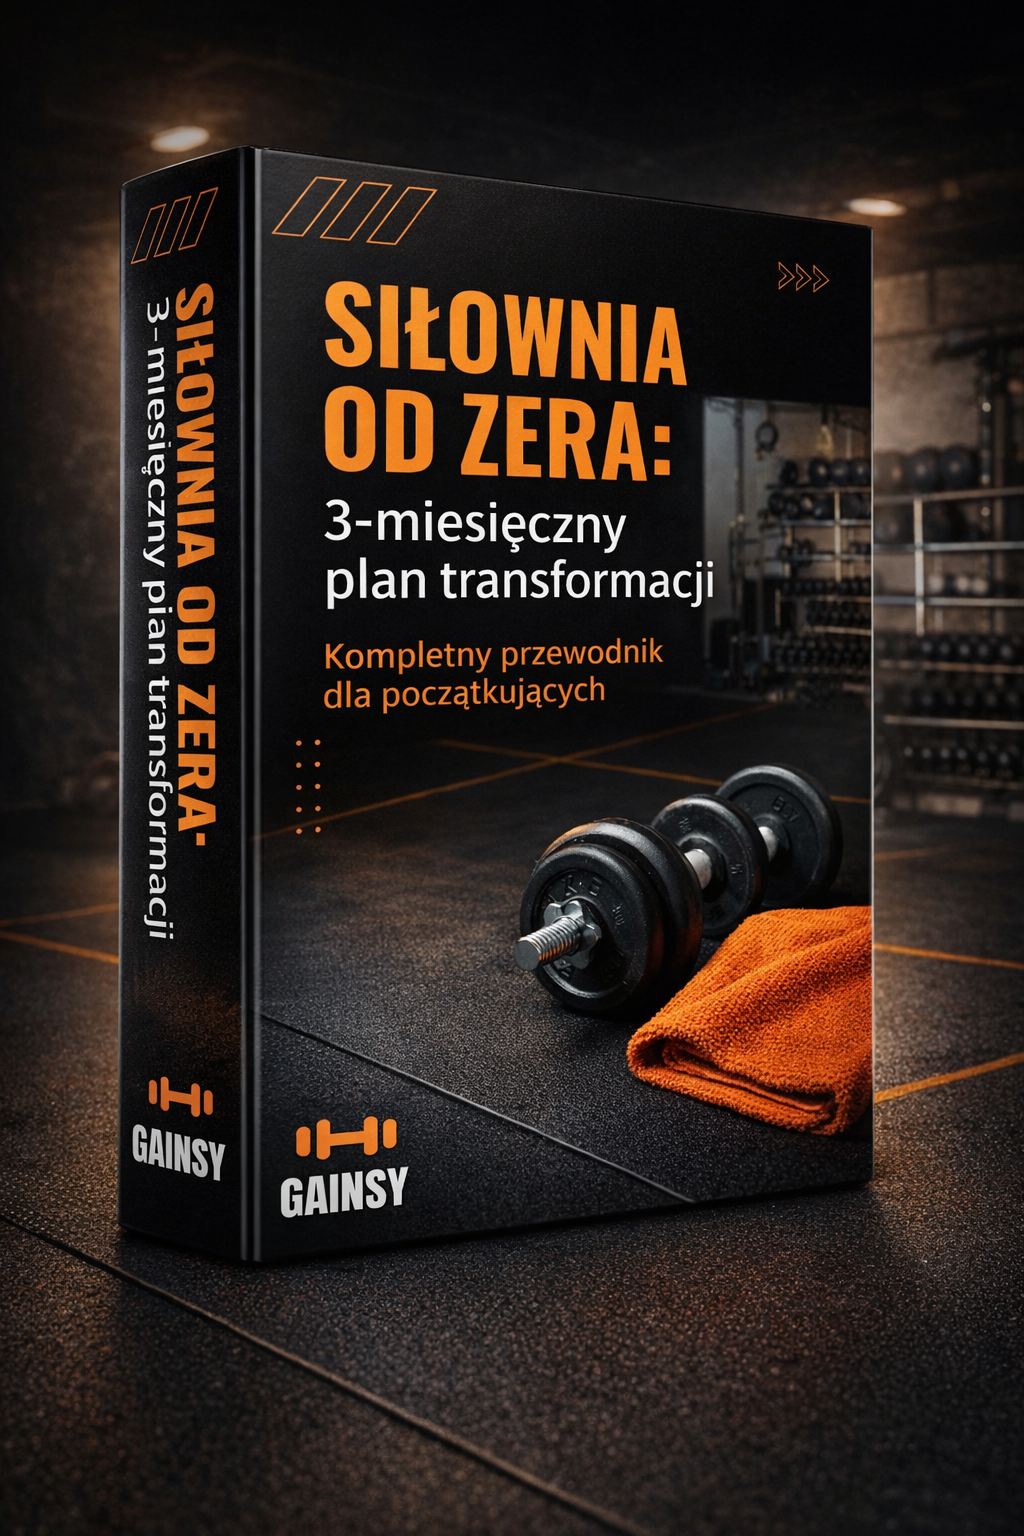 SIŁOWNIA OD ZERA·
3-miesięczny pian transformacji
GAINSY
SIŁOWNIA
OD ZERA:
3-miesięczny
plan transformacji
Kompletny przewodnik
dla początkujących
GAINSY